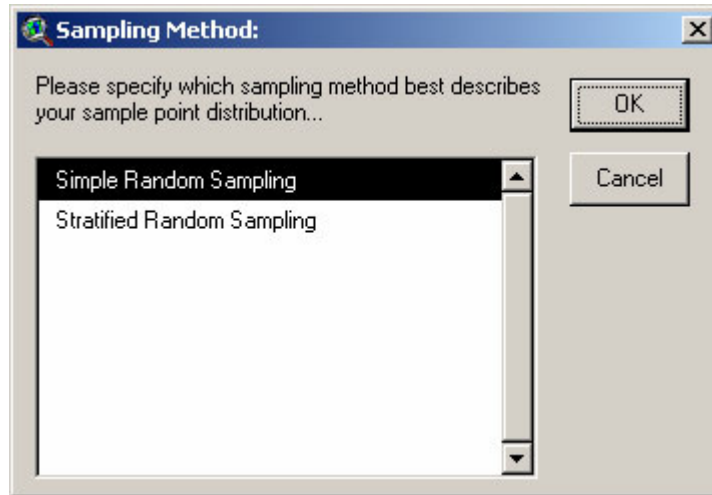 Sampling Method:
Please specify which sampling method best describes
your sample point distribution...
OK
Cancel
Simple Random Sampling
Stratified Random Sampling